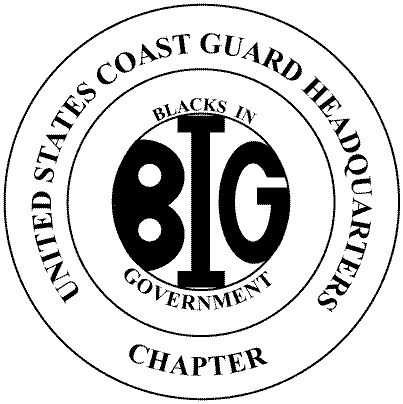 UNITED STATES COAST GUARD HEADQUARTERS
BLACKS IN
BIG
GOVERNMENT
CHAPTER